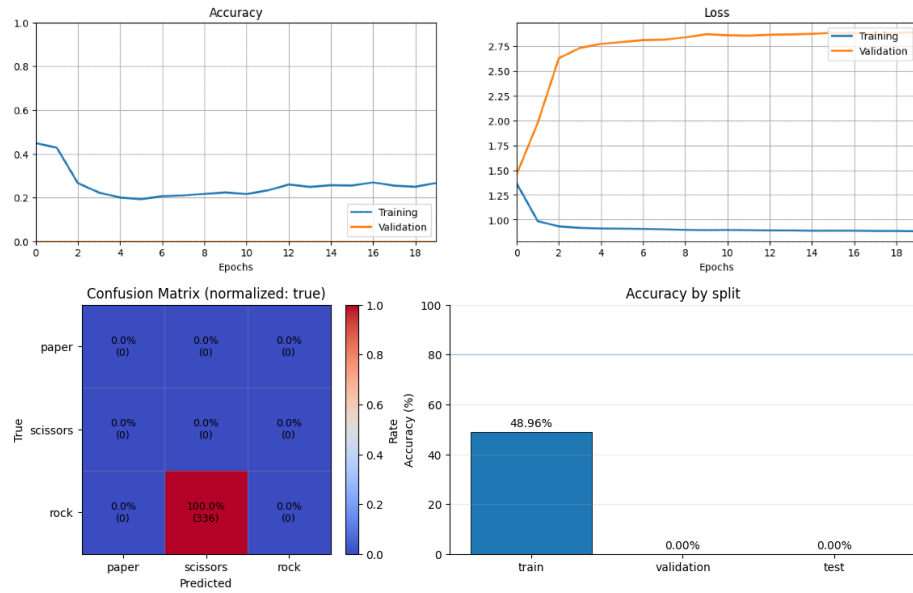 Accuracy
1.0
0.8
0.6
0.4
0.2
0.0
0 2 4 6 8 10 12 14 16 18
Epochs
Training
Validation
Loss
2.75
2.50
2.25
2.00
1.75
1.50
1.25
1.00
0 2 4 6 8 10 12 14 16 18
Epochs
Training
Validation
Confusion Matrix (normalized: true)
True
paper
scissors
rock
0.0% 0.0% 0.0%
(0) (0) (0)
0.0% 0.0% 0.0%
(0) (0) (0)
0.0% 100.0% 0.0%
(0) (336) (0)
paper scissors rock
Predicted
1.0
0.8
0.6
0.4
0.2
0.0
Rate
Accuracy by split
Accuracy (%)
100
80
60
40
20
0
48.96%
0.00%
0.00%
train validation test